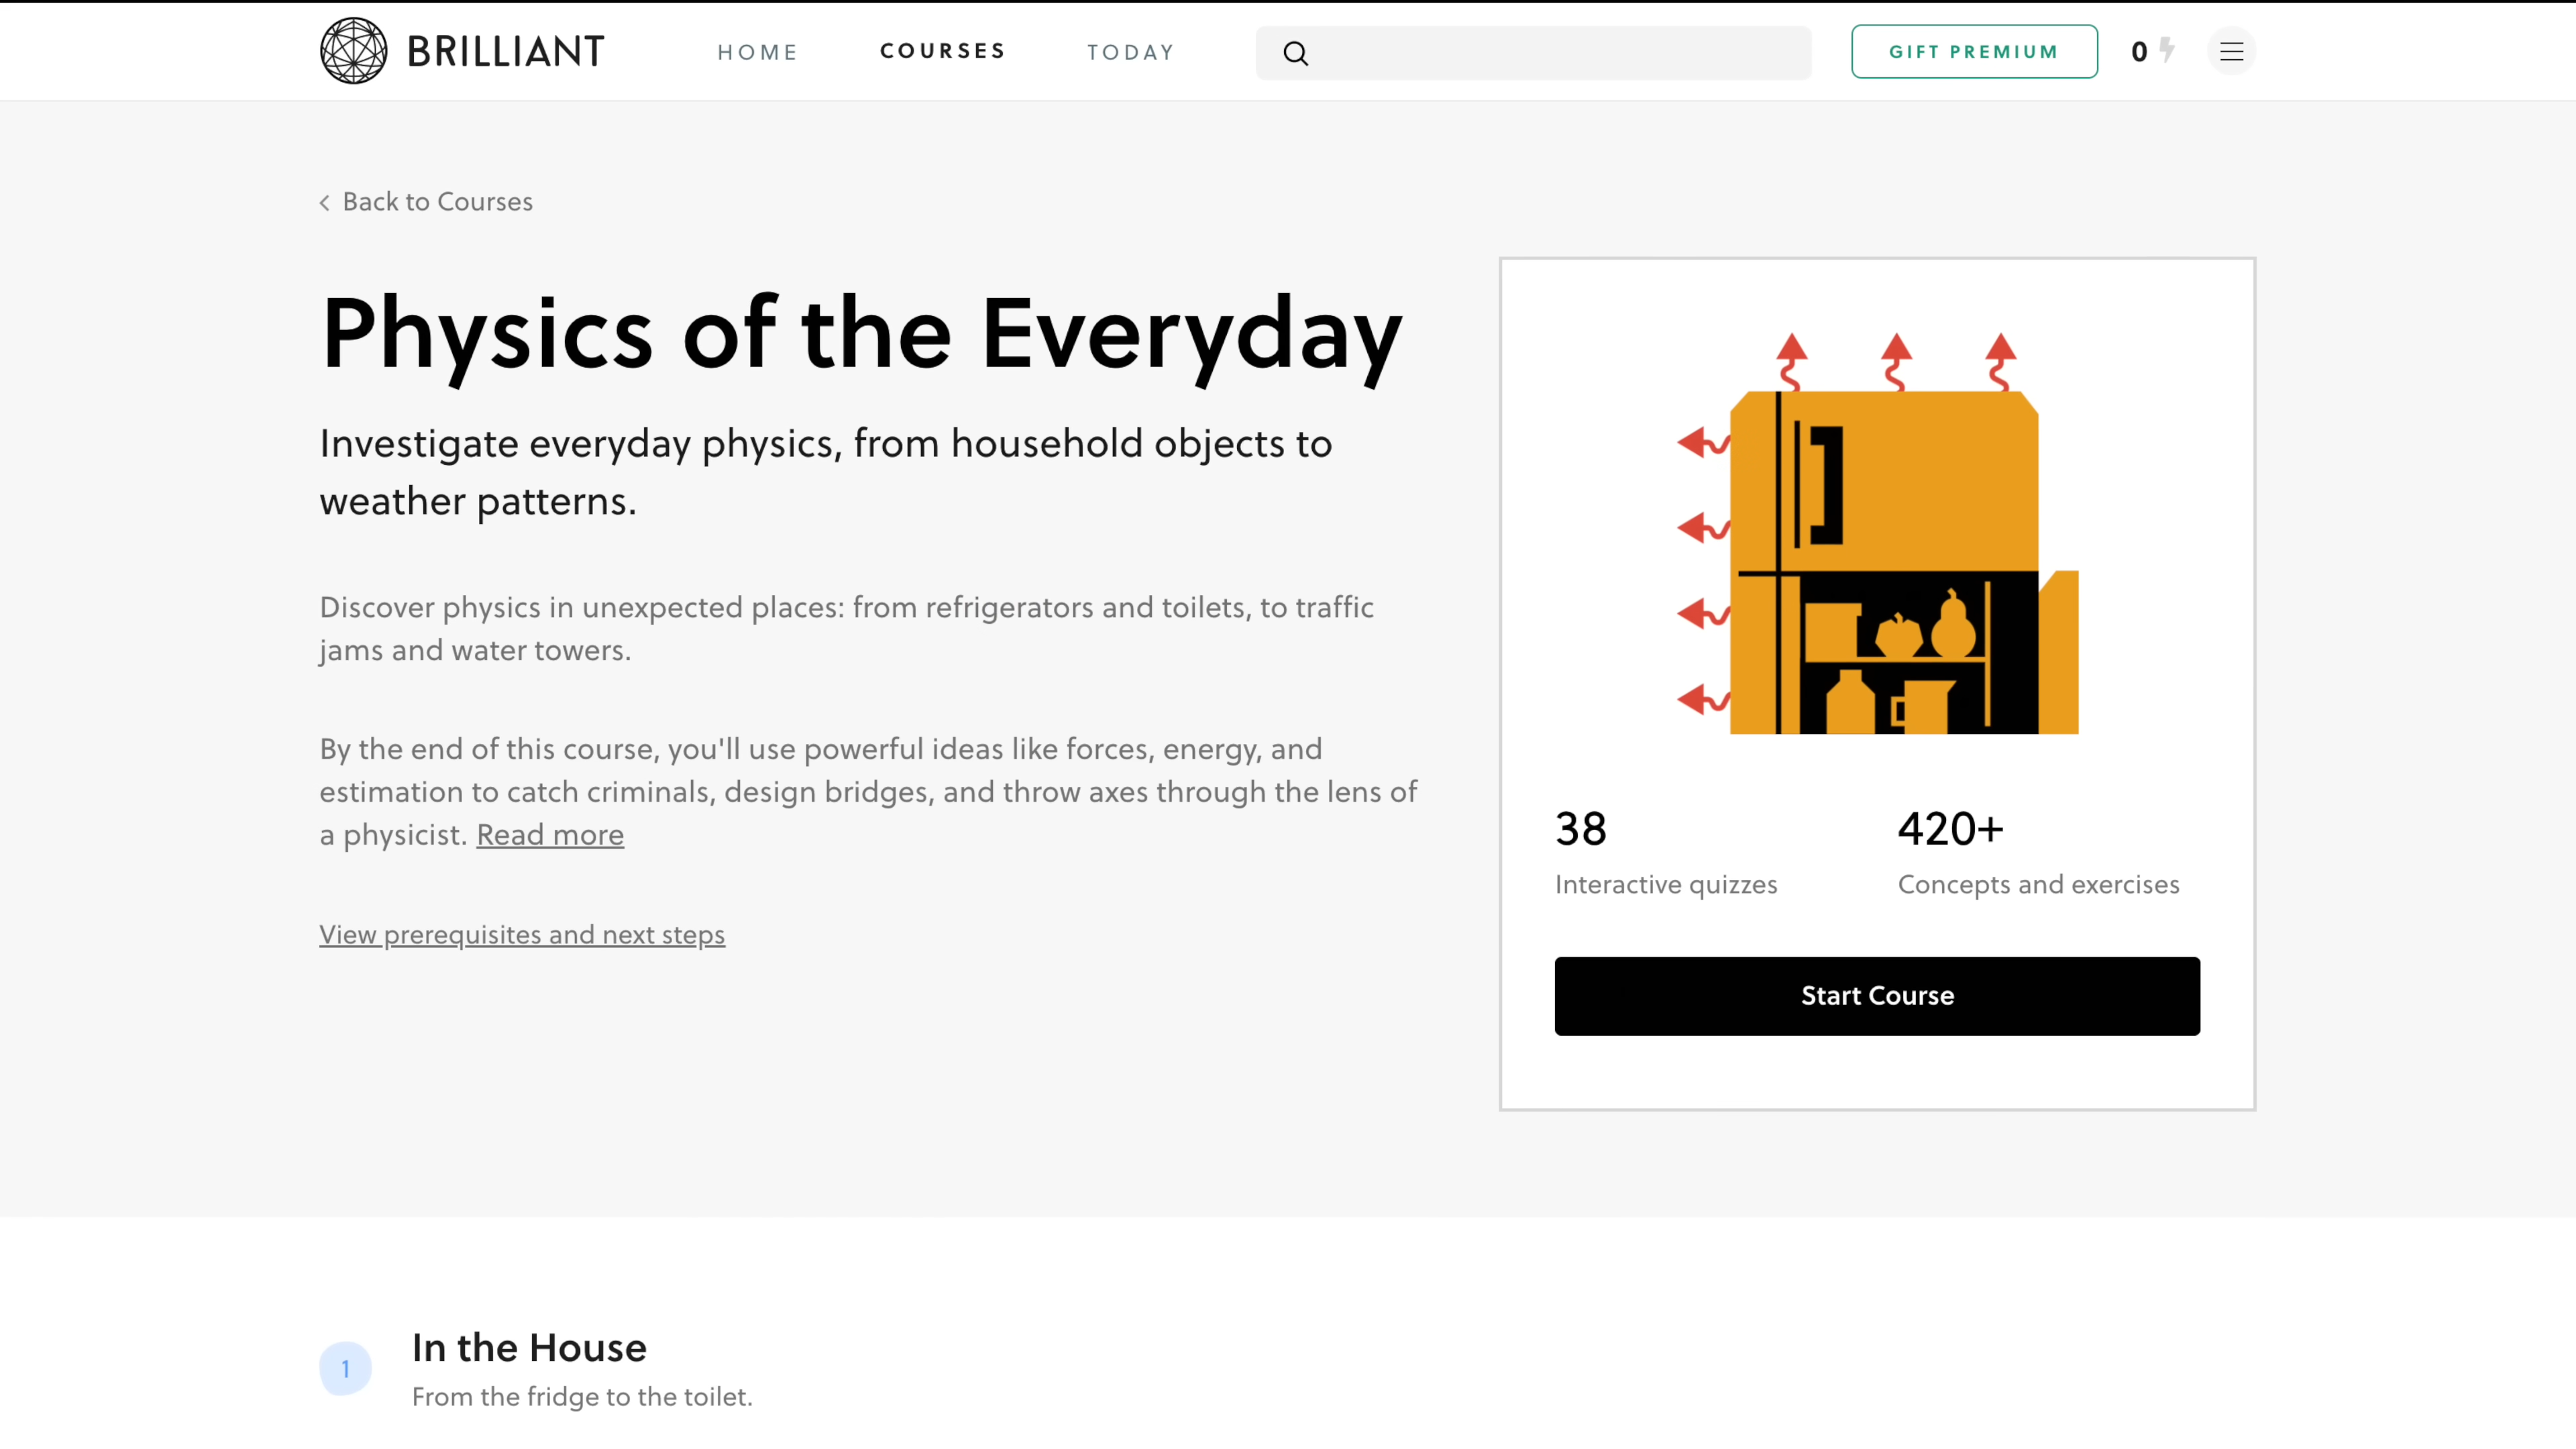 BRILLIANT
HOME
COURSES
TODAY
GIFT PREMIUM
0
Back to Courses
Physics of the Everyday
Investigate everyday physics, from household objects to
weather patterns.
Discover physics in unexpected places: from refrigerators and toilets, to traffic
jams and water towers.
By the end of this course, you'll use powerful ideas like forces, energy, and
estimation to catch criminals, design bridges, and throw axes through the lens of
a physicist. Read more
View prerequisites and next steps
38
Interactive quizzes
420+
Concepts and exercises
Start Course
1
In the House
From the fridge to the toilet.